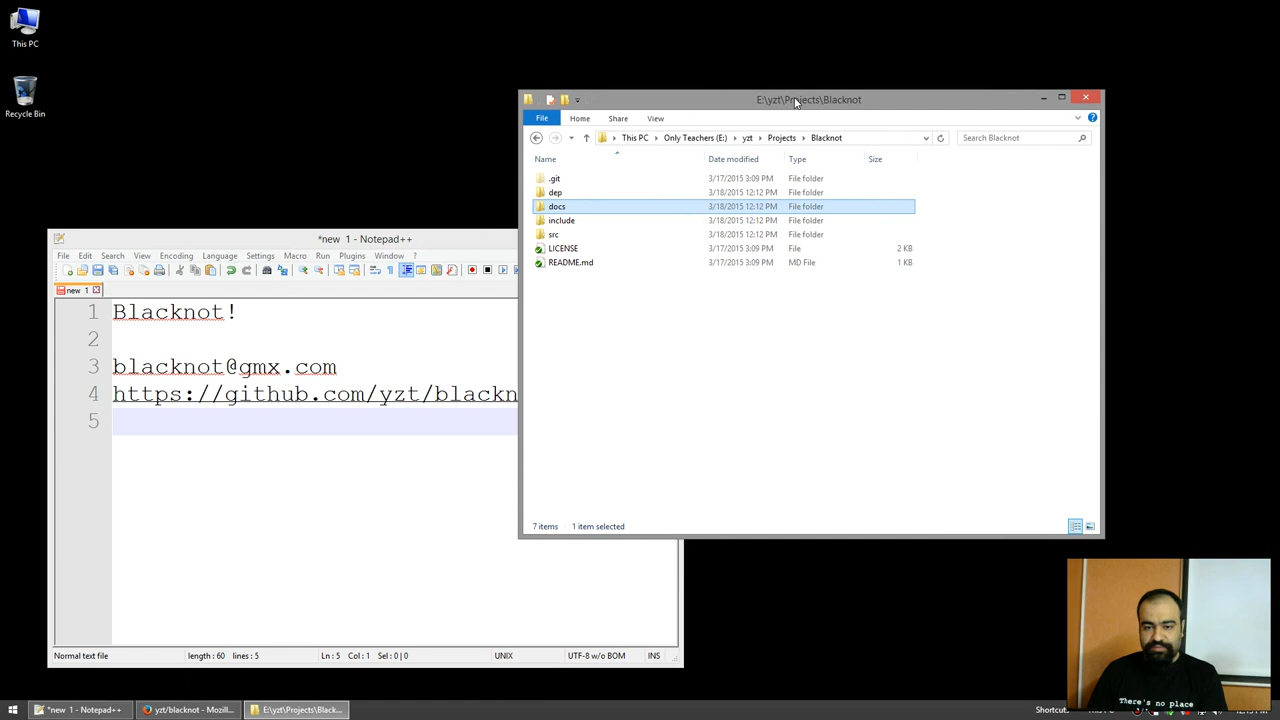 This PC
Recycle Bin
E:\yzt\Projects\Blacknot
File Home Share View
This PC Only Teachers (E:) yzt Projects Blacknot
Search Blacknot
Name Date modified Type Size
.git 3/17/2015 3:09 PM File folder
dep 3/18/2015 12:12 PM File folder
docs 3/18/2015 12:12 PM File folder
include 3/18/2015 12:12 PM File folder
src 3/18/2015 12:12 PM File folder
LICENSE 3/17/2015 3:09 PM File 2 KB
README.md 3/17/2015 3:09 PM MD File 1 KB
7 items 1 item selected
*new 1 - Notepad++
File Edit Search View Encoding Language Settings Macro Run Plugins Window ?
new 1
1 Blacknot!
2
3 blacknot@gmx.com
4 https://github.com/yzt/blackn
5
Normal text file length : 60 lines : 5 Ln : 5 Col : 1 Sel : 0 | 0 UNIX UTF-8 w/o BOM INS
There's no place
*new 1 - Notepad++ yzt/blacknot - Mozill... E:\yzt\Projects\Black... Shortcuts